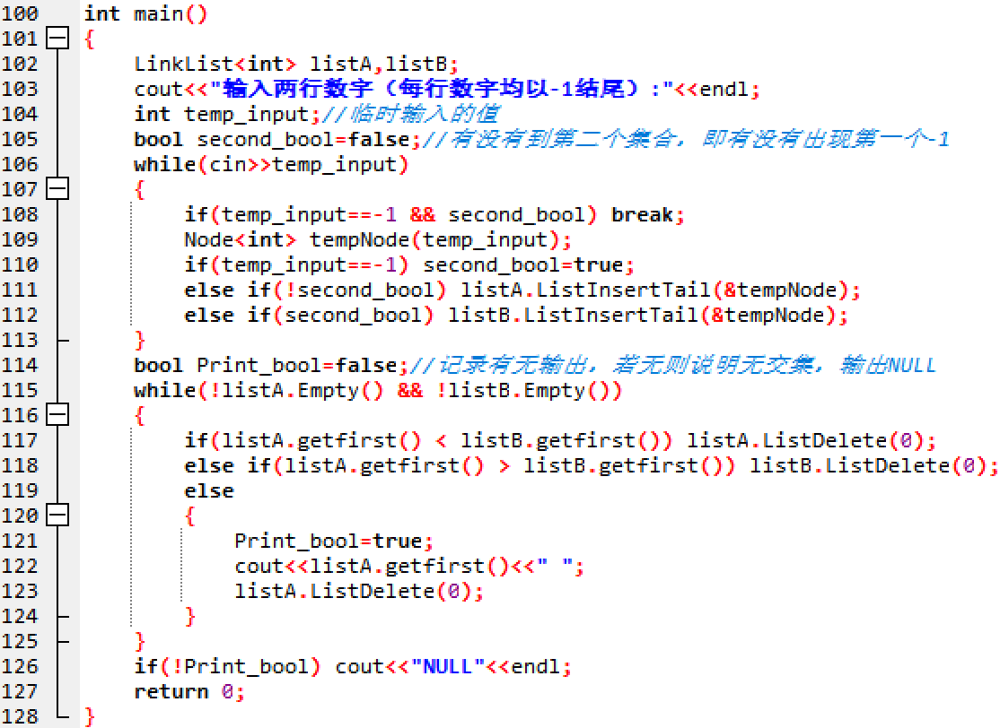 100 int main()
101 {
102 LinkList<int> listA,listB;
103 cout<<"输入两行数字（每行数字均以-1结尾）:"<<endl;
104 int temp_input;//临时输入的值
105 bool second_bool=false;//有没有到第二个集合，即有没有出现第一个-1
106 while(cin>>temp_input)
107 {
108 if(temp_input==-1 && second_bool) break;
109 Node<int> tempNode(temp_input);
110 if(temp_input==-1) second_bool=true;
111 else if(!second_bool) listA.ListInsertTail(&tempNode);
112 else if(second_bool) listB.ListInsertTail(&tempNode);
113 }
114 bool Print_bool=false;//记录有无输出，若无则说明无交集，输出NULL
115 while(!listA.Empty() && !listB.Empty())
116 {
117 if(listA.getfirst() < listB.getfirst()) listA.ListDelete(0);
118 else if(listA.getfirst() > listB.getfirst()) listB.ListDelete(0);
119 else
120 {
121 Print_bool=true;
122 cout<<listA.getfirst()<<" ";
123 listA.ListDelete(0);
124 }
125 }
126 if(!Print_bool) cout<<"NULL"<<endl;
127 return 0;
128 }